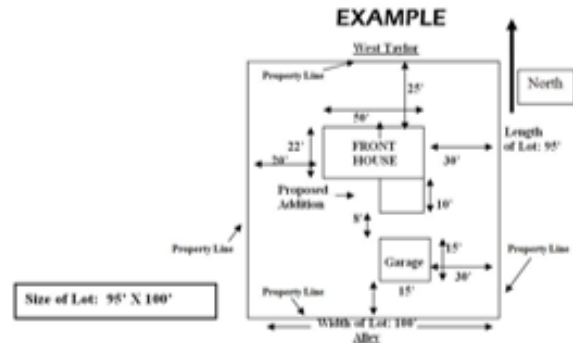 EXAMPLE
West Taylor
Property Line
North
25'
50'
FRONT
HOUSE
22'
20'
30'
Length
of Lot: 95'
Proposed
Addition
10'
8'
Property Line
Garage
15'
30'
15'
Property Line
Size of Lot: 95' X 100'
Property Line
Width of Lot: 100'
Alley